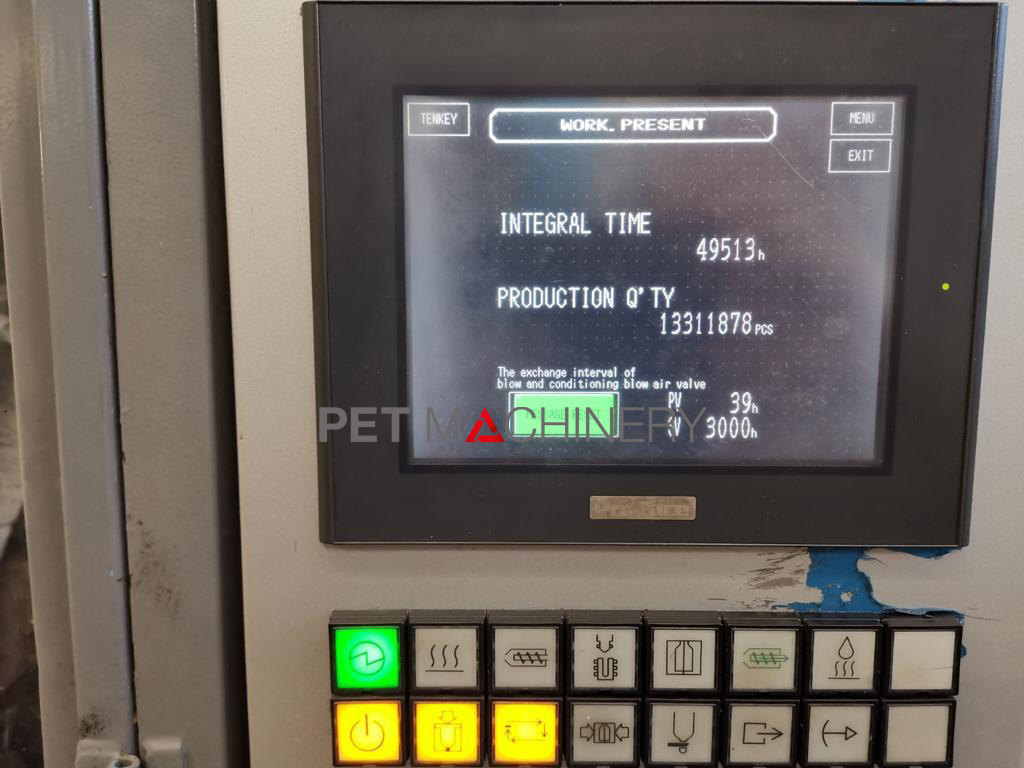 TENKEY
WORK. PRESENT
MENU
EXIT
INTEGRAL TIME
49513h
PRODUCTION Q'TY
13311878PCS
The exchange interval of
blow and conditioning blow air valve
PV 39h
SV 3000h
PET MACHINERY